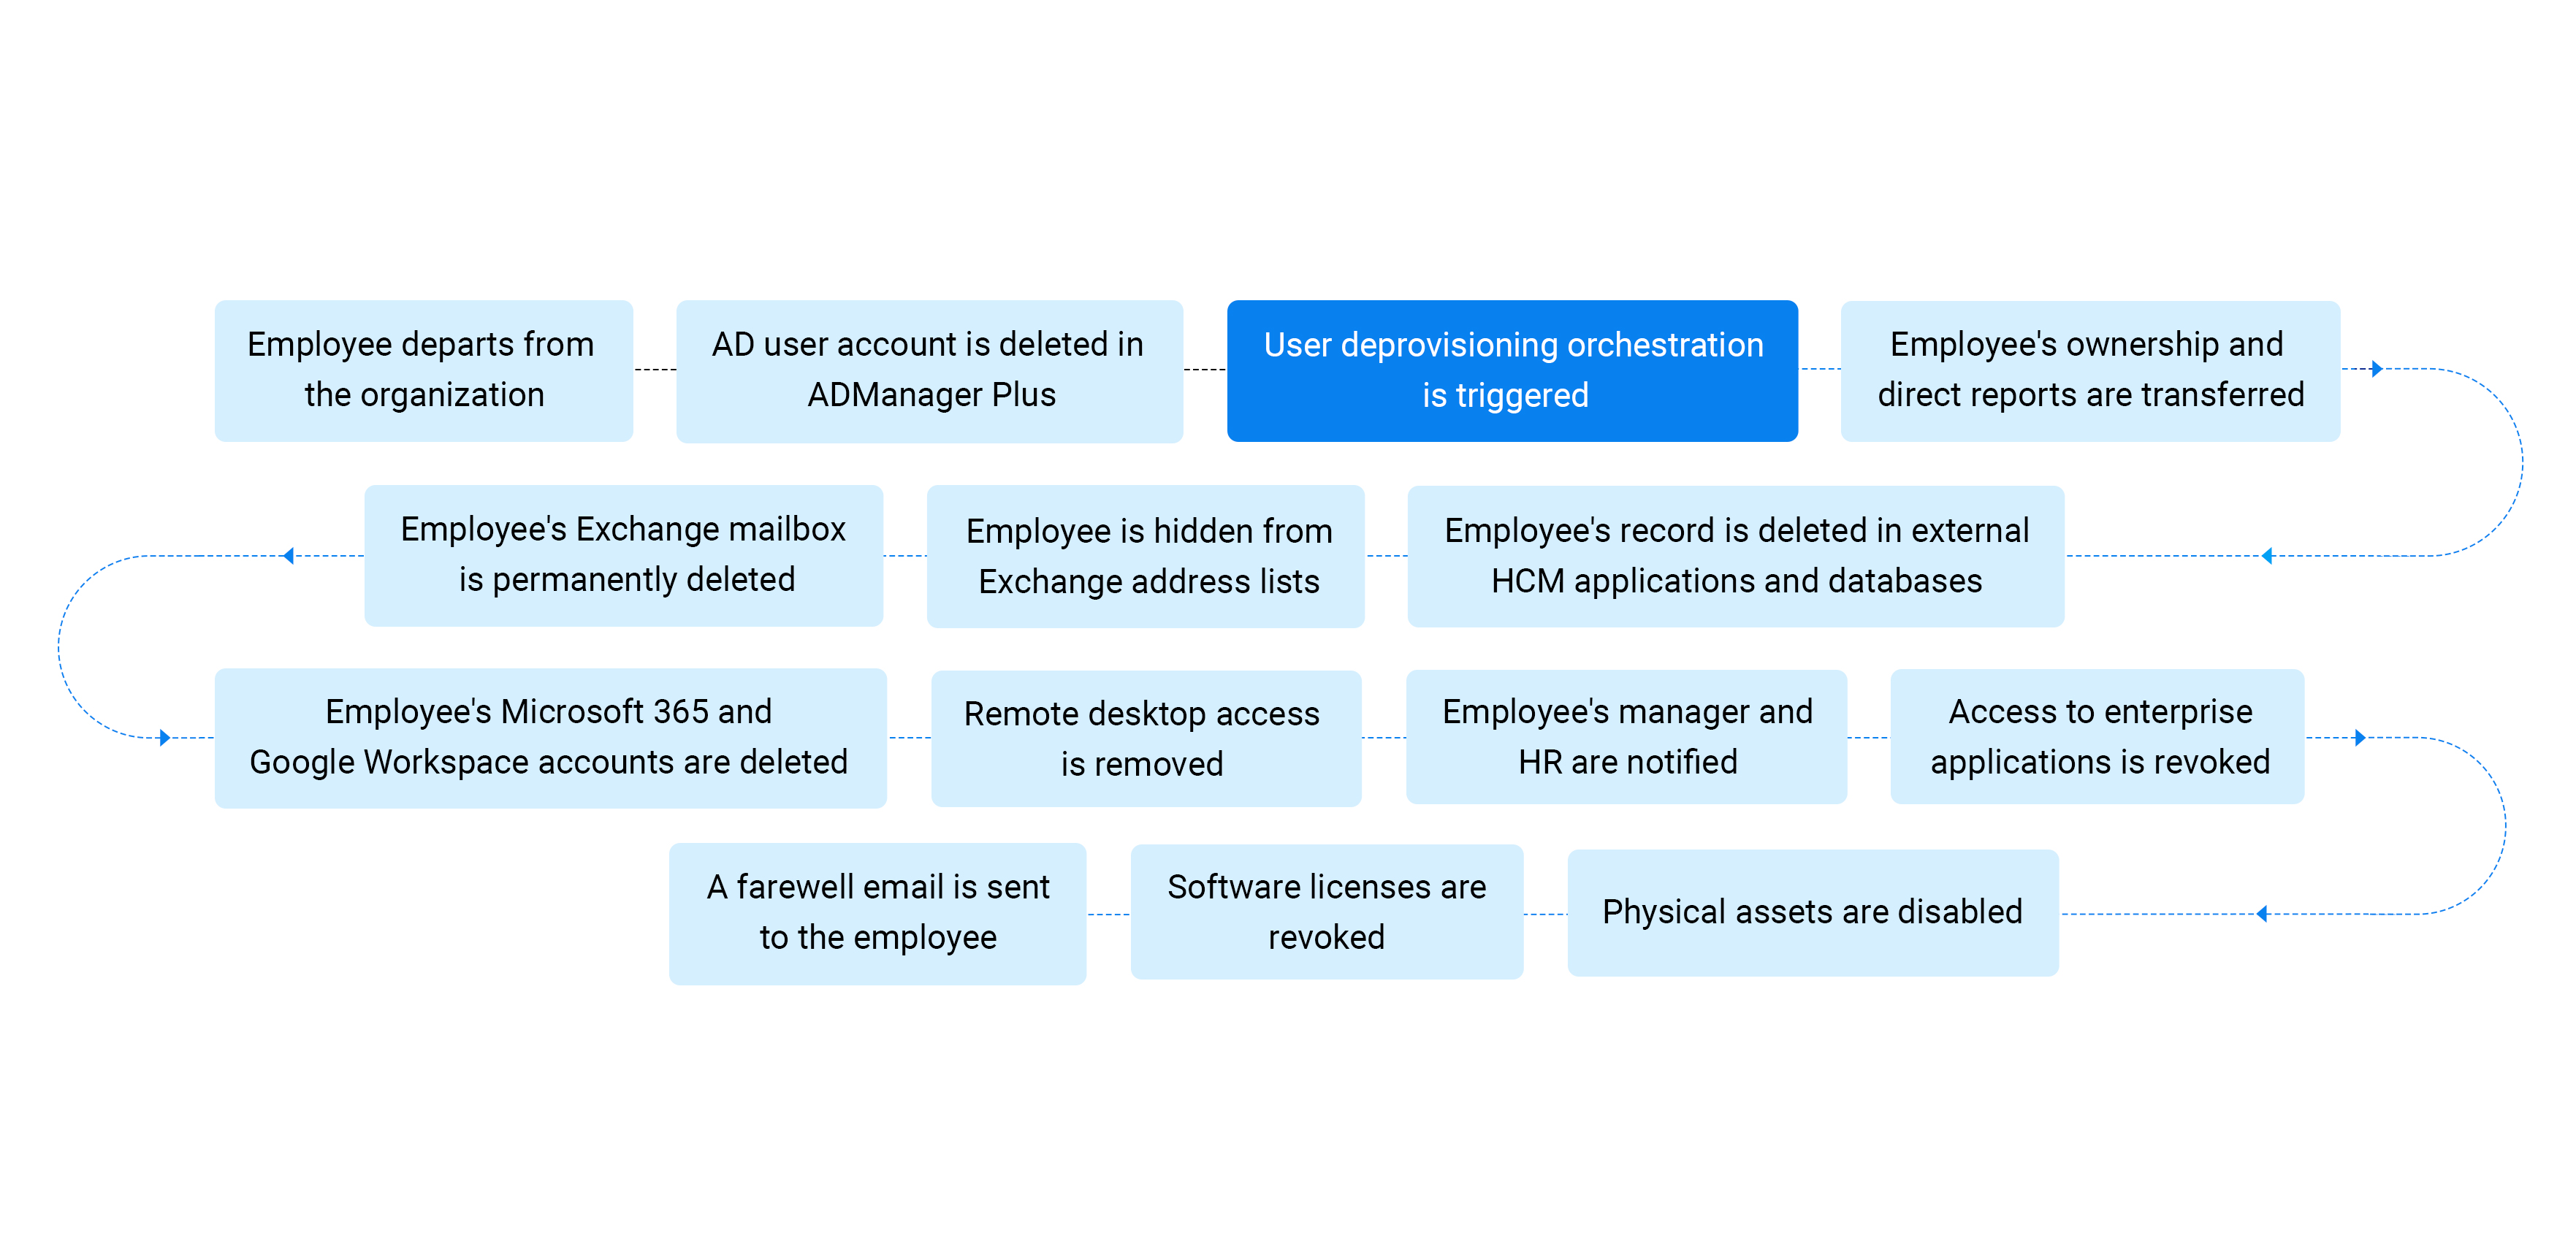 Employee departs from
the organization
AD user account is deleted in
ADManager Plus
User deprovisioning orchestration
is triggered
Employee's ownership and
direct reports are transferred
Employee's record is deleted in external
HCM applications and databases
Employee is hidden from
Exchange address lists
Employee's Exchange mailbox
is permanently deleted
Employee's Microsoft 365 and
Google Workspace accounts are deleted
Remote desktop access
is removed
Employee's manager and
HR are notified
Access to enterprise
applications is revoked
Physical assets are disabled
Software licenses are
revoked
A farewell email is sent
to the employee